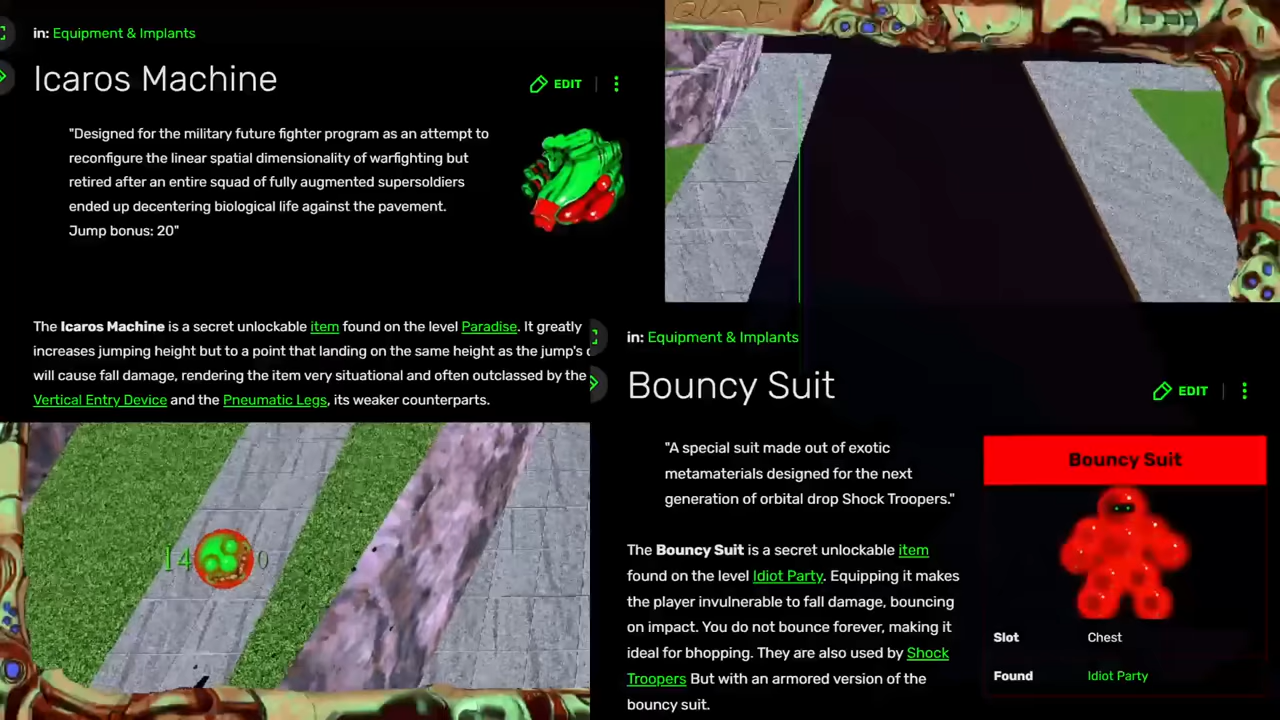 in: Equipment & Implants
Icaros Machine
EDIT
"Designed for the military future fighter program as an attempt to
reconfigure the linear spatial dimensionality of warfighting but
retired after an entire squad of fully augmented supersoldiers
ended up decentering biological life against the pavement.
Jump bonus: 20"
The Icaros Machine is a secret unlockable item found on the level Paradise. It greatly
increases jumping height but to a point that landing on the same height as the jump's
will cause fall damage, rendering the item very situational and often outclassed by the
Vertical Entry Device and the Pneumatic Legs, its weaker counterparts.
QUAD
14 0
in: Equipment & Implants
Bouncy Suit
EDIT
"A special suit made out of exotic
metamaterials designed for the next
generation of orbital drop Shock Troopers."
The Bouncy Suit is a secret unlockable item
found on the level Idiot Party. Equipping it makes
the player invulnerable to fall damage, bouncing
on impact. You do not bounce forever, making it
ideal for bhopping. They are also used by Shock
Troopers But with an armored version of the
bouncy suit.
Bouncy Suit
Slot Chest
Found Idiot Party